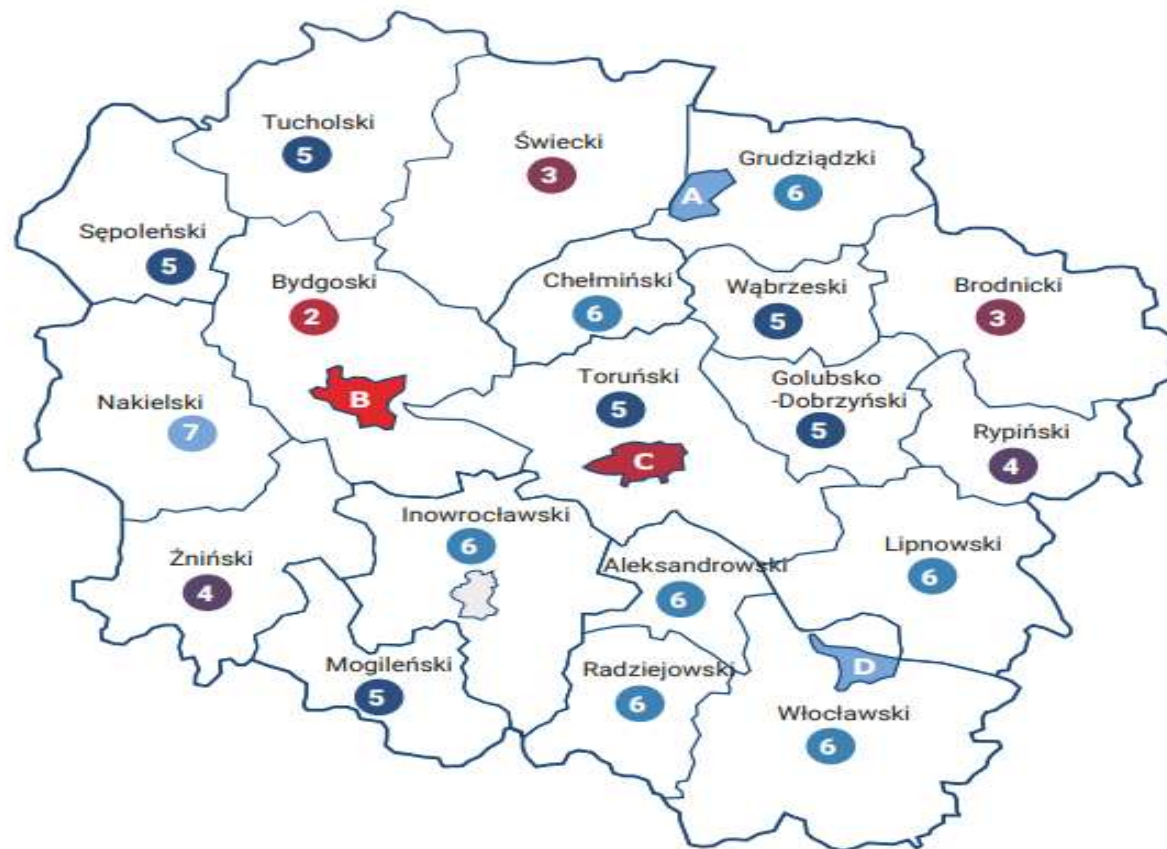 Tucholski
5
Świecki
3
Grudziądzki
A
6
Sępoleński
5
Bydgoski
2
Chełmiński
6
Wąbrzeski
5
Brodnicki
3
B
Nakielski
7
Toruński
5
C
Golubsko
-Dobrzyński
5
Rypiński
4
Inowrocławski
6
Żniński
4
Aleksandrowski
6
Lipnowski
6
Mogileński
5
Radziejowski
6
D
Włocławski
6